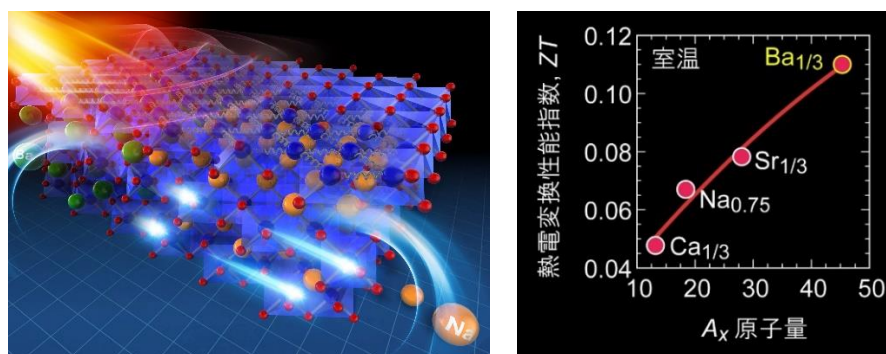 Ba
Na
熱電変換性能指数, ZT
0.12
0.10
0.08
0.06
0.04
室温
Ba1/3
Sr1/3
Na0.75
Ca1/3
10 20 30 40 50
Ax 原子量